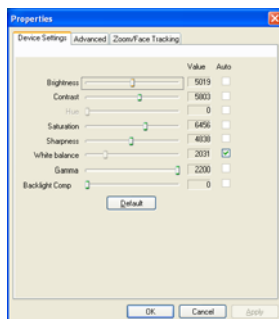 Properties
Device Settings Advanced Zoom/Face Tracking
Value Auto
Brightness 5019
Contrast 5803
Hue 0
Saturation 6456
Sharpness 4838
White balance 2031
Gamma 2200
Backlight Comp 0
Default
OK Cancel Apply